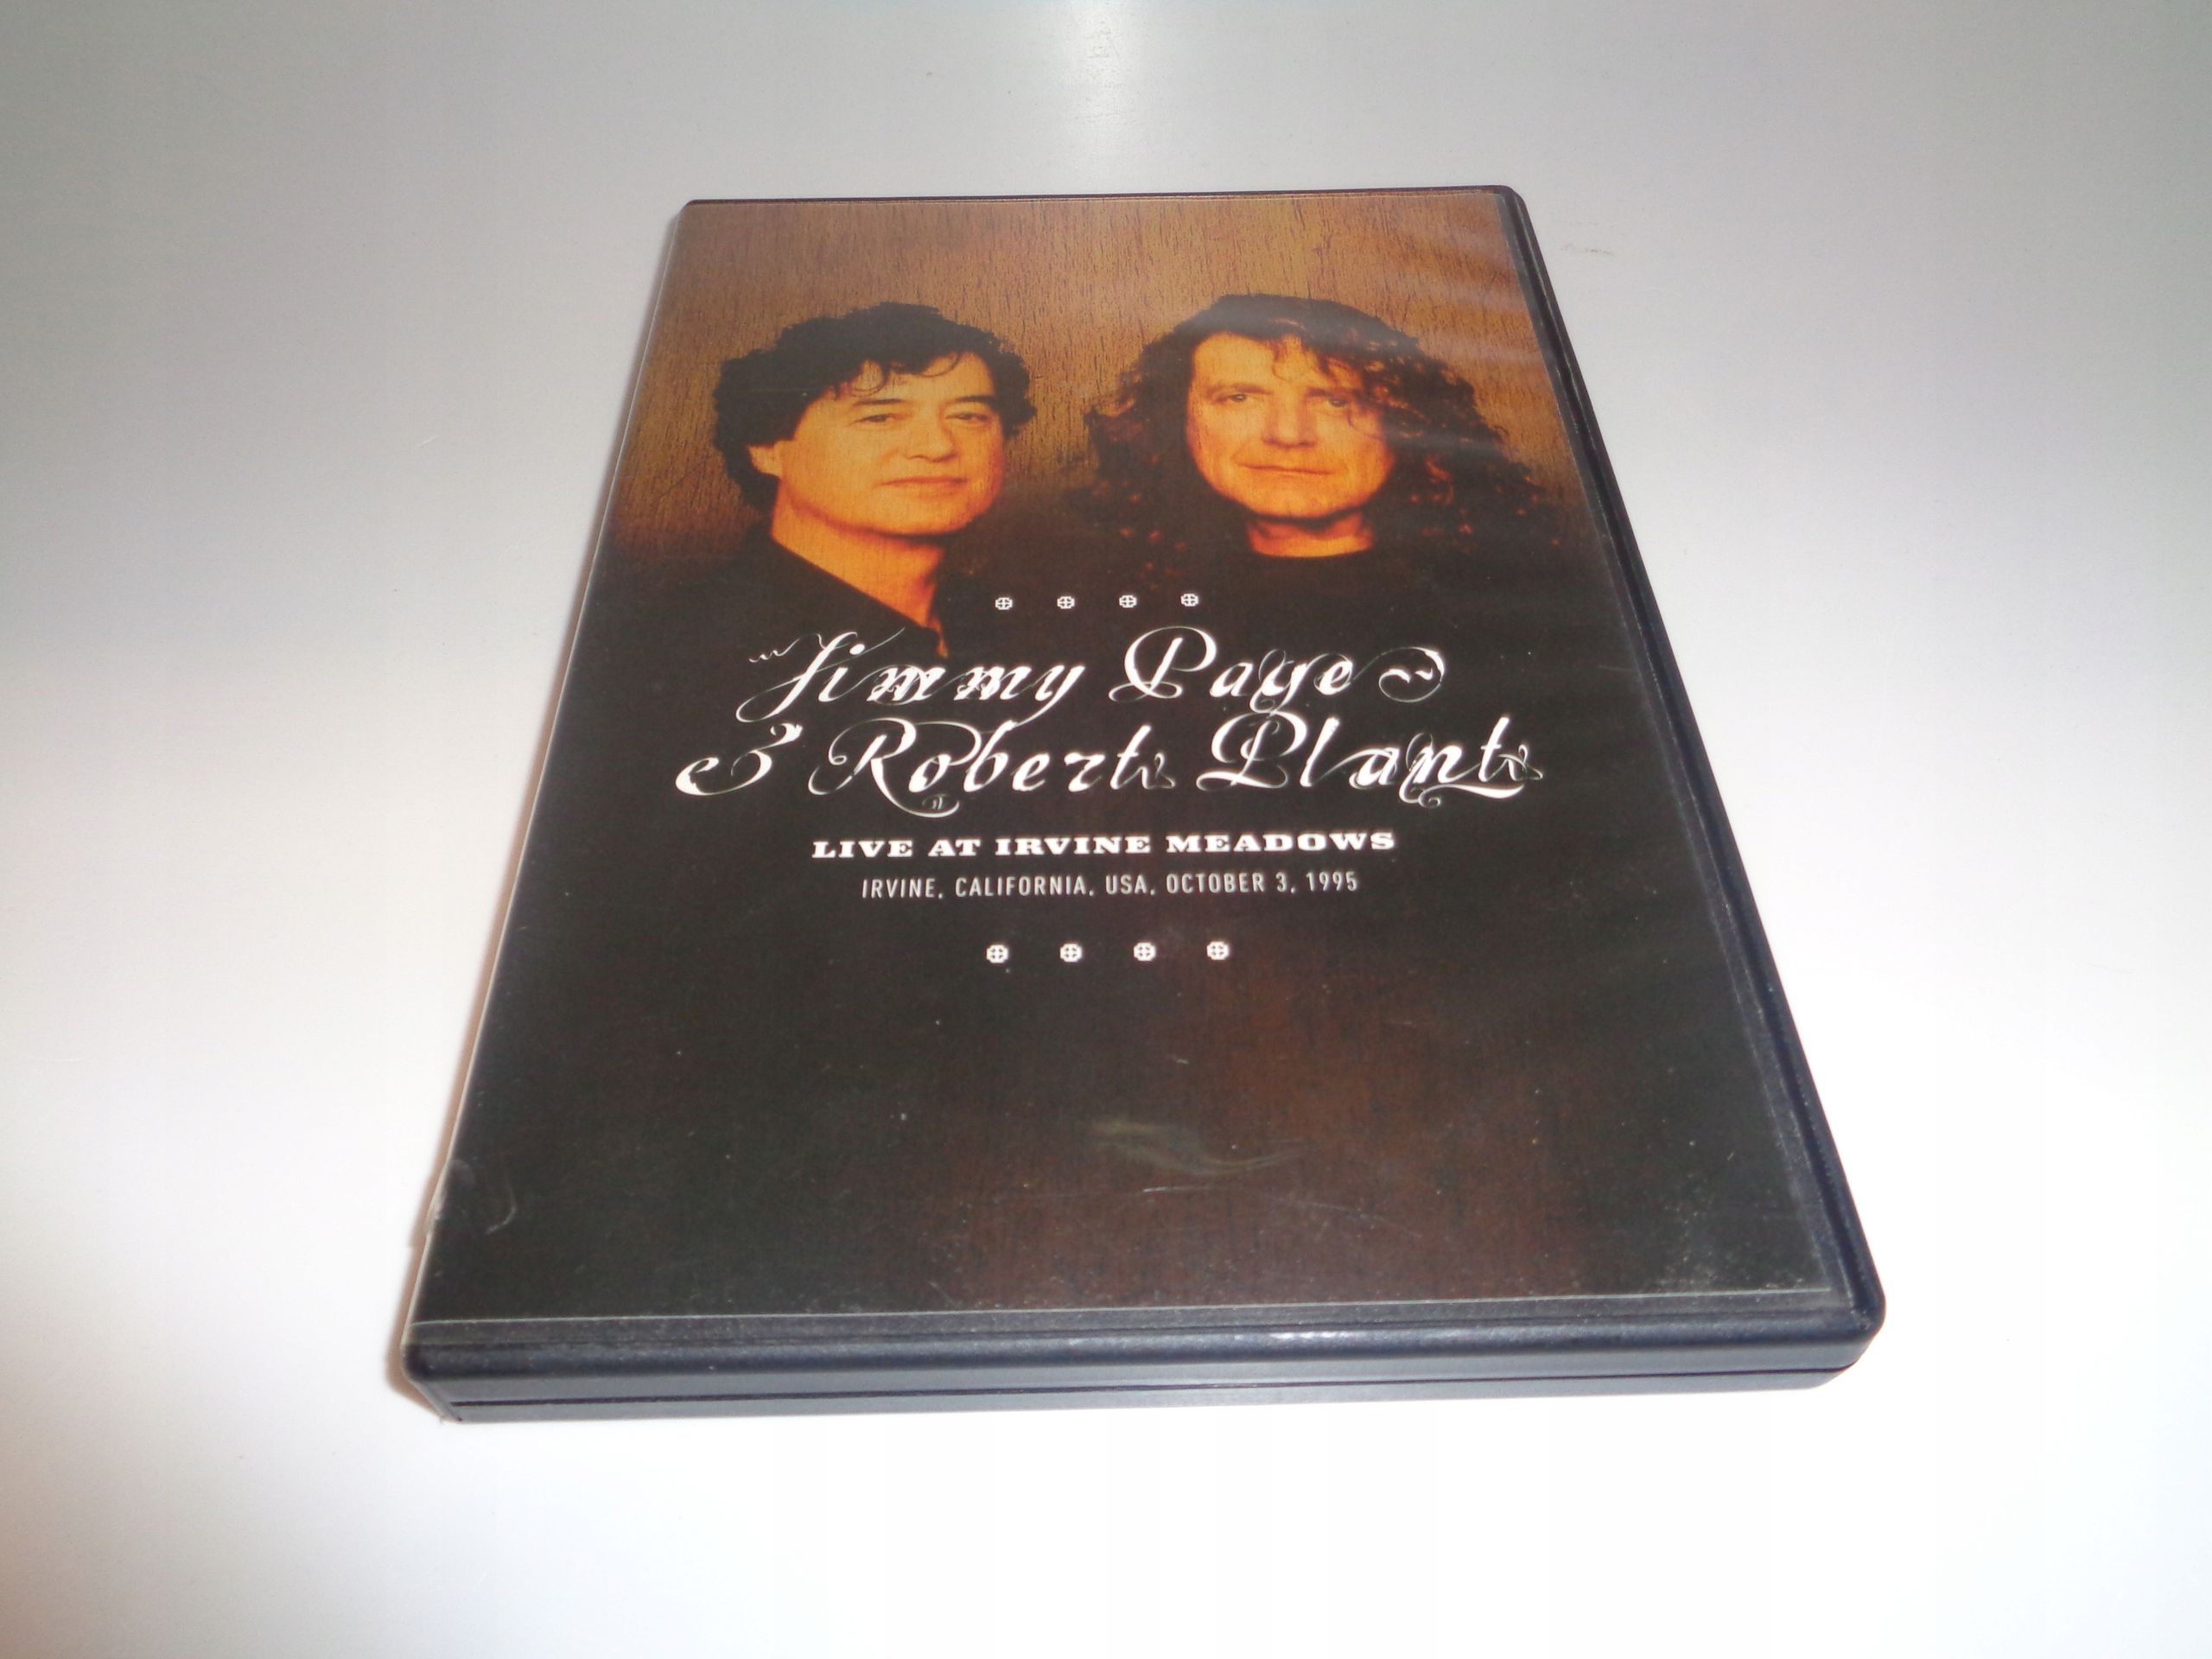 Jimmy Page
& Robert Plant
LIVE AT IRVINE MEADOWS
IRVINE, CALIFORNIA, USA, OCTOBER 3, 1995